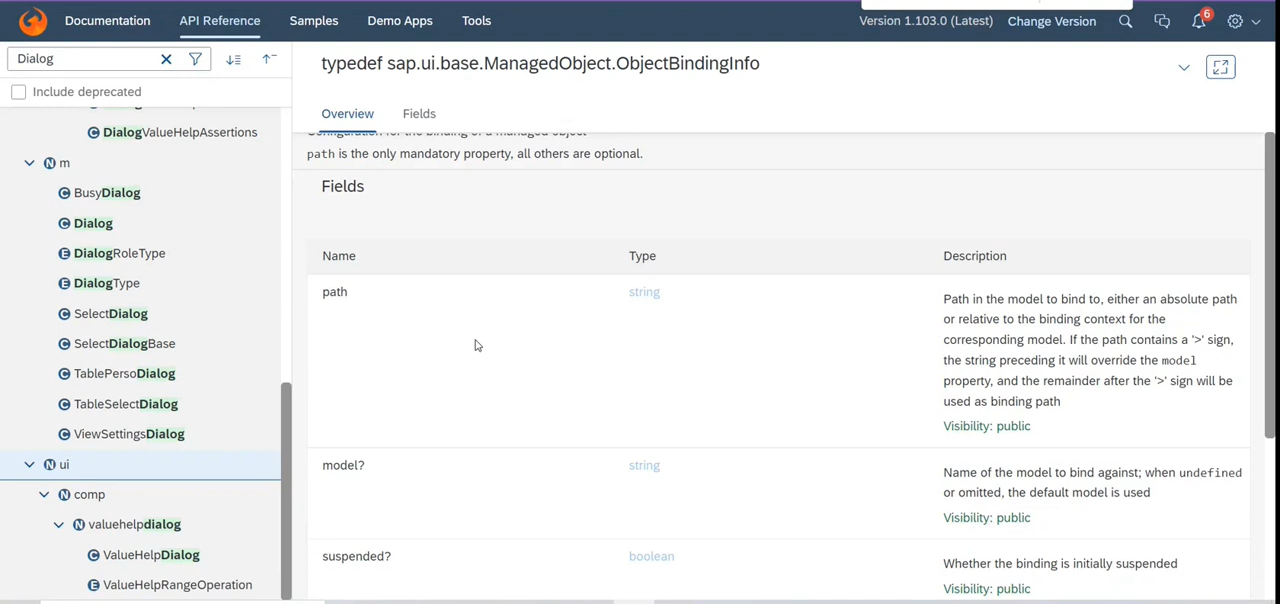 Documentation API Reference Samples Demo Apps Tools Version 1.103.0 (Latest) Change Version 6
Dialog
Include deprecated
DialogValueHelpAssertions
N m
C BusyDialog
C Dialog
E DialogRoleType
E DialogType
C SelectDialog
C SelectDialogBase
C TablePersoDialog
C TableSelectDialog
C ViewSettingsDialog
N ui
N comp
N valuehelpdialog
C ValueHelpDialog
E ValueHelpRangeOperation
typedef sap.ui.base.ManagedObject.ObjectBindingInfo
Overview Fields
Configuration for the binding of a managed object
path is the only mandatory property, all others are optional.
Fields
Name Type Description
path string Path in the model to bind to, either an absolute path
or relative to the binding context for the
corresponding model. If the path contains a '>' sign,
the string preceding it will override the model
property, and the remainder after the '>' sign will be
used as binding path
Visibility: public
model? string Name of the model to bind against; when undefined
or omitted, the default model is used
Visibility: public
suspended? boolean Whether the binding is initially suspended
Visibility: public